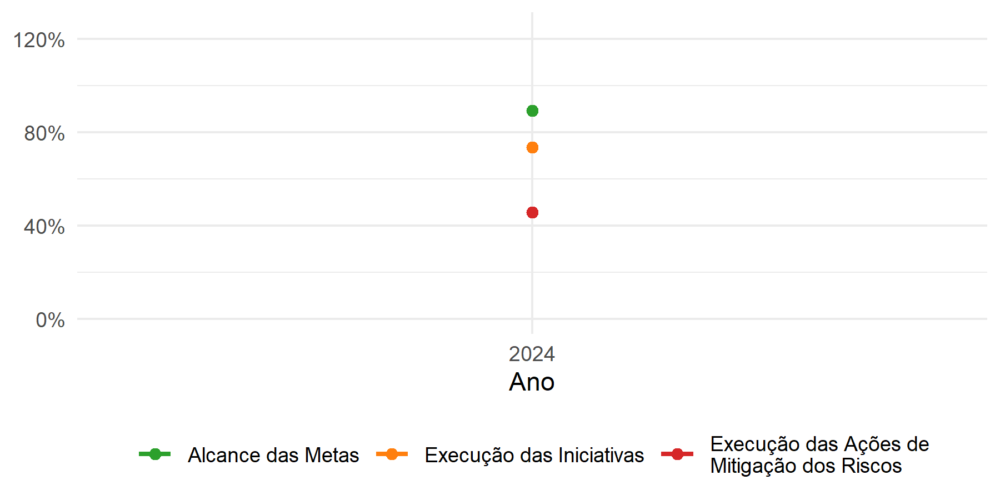 120%
80%
40%
0%
2024
Ano
Alcance das Metas
Execução das Iniciativas
Execução das Ações de
Mitigação dos Riscos